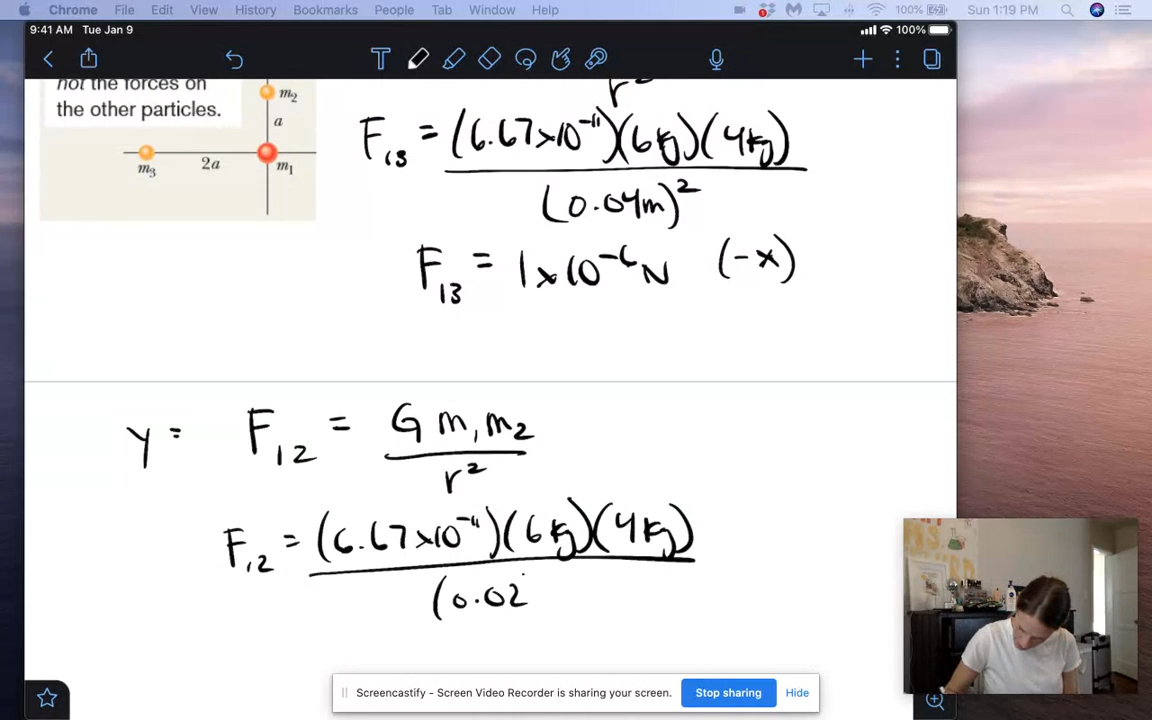 Chrome File Edit View History Bookmarks People Tab Window Help 100% Sun 1:19 PM
9:41 AM Tue Jan 9 100%
not the forces on
the other particles.
m2
a
m3 2a m1
r²
F13 = (6.67×10⁻¹¹)(6kg)(4kg)
(0.04m)²
F13 = 1×10⁻⁶N (-x)
y = F12 = G m1 m2
r²
F12 = (6.67×10⁻¹¹)(6kg)(4kg)
(0.02
Screencastify - Screen Video Recorder is sharing your screen. Stop sharing Hide